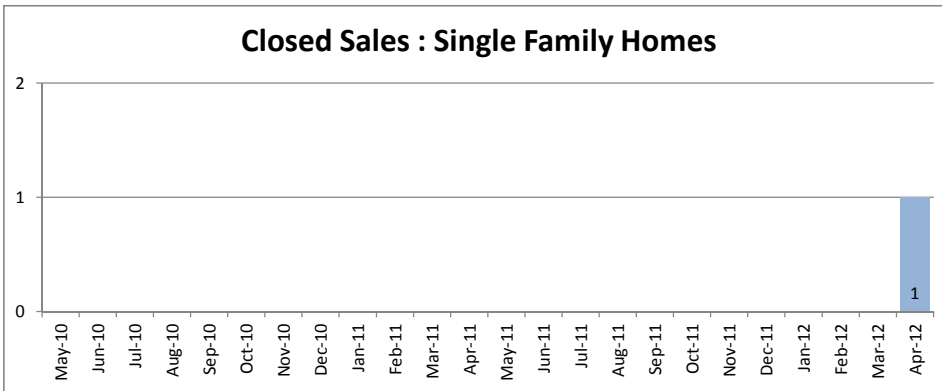 Closed Sales : Single Family Homes
2
1
0
1
May-10
Jun-10
Jul-10
Aug-10
Sep-10
Oct-10
Nov-10
Dec-10
Jan-11
Feb-11
Mar-11
Apr-11
May-11
Jun-11
Jul-11
Aug-11
Sep-11
Oct-11
Nov-11
Dec-11
Jan-12
Feb-12
Mar-12
Apr-12